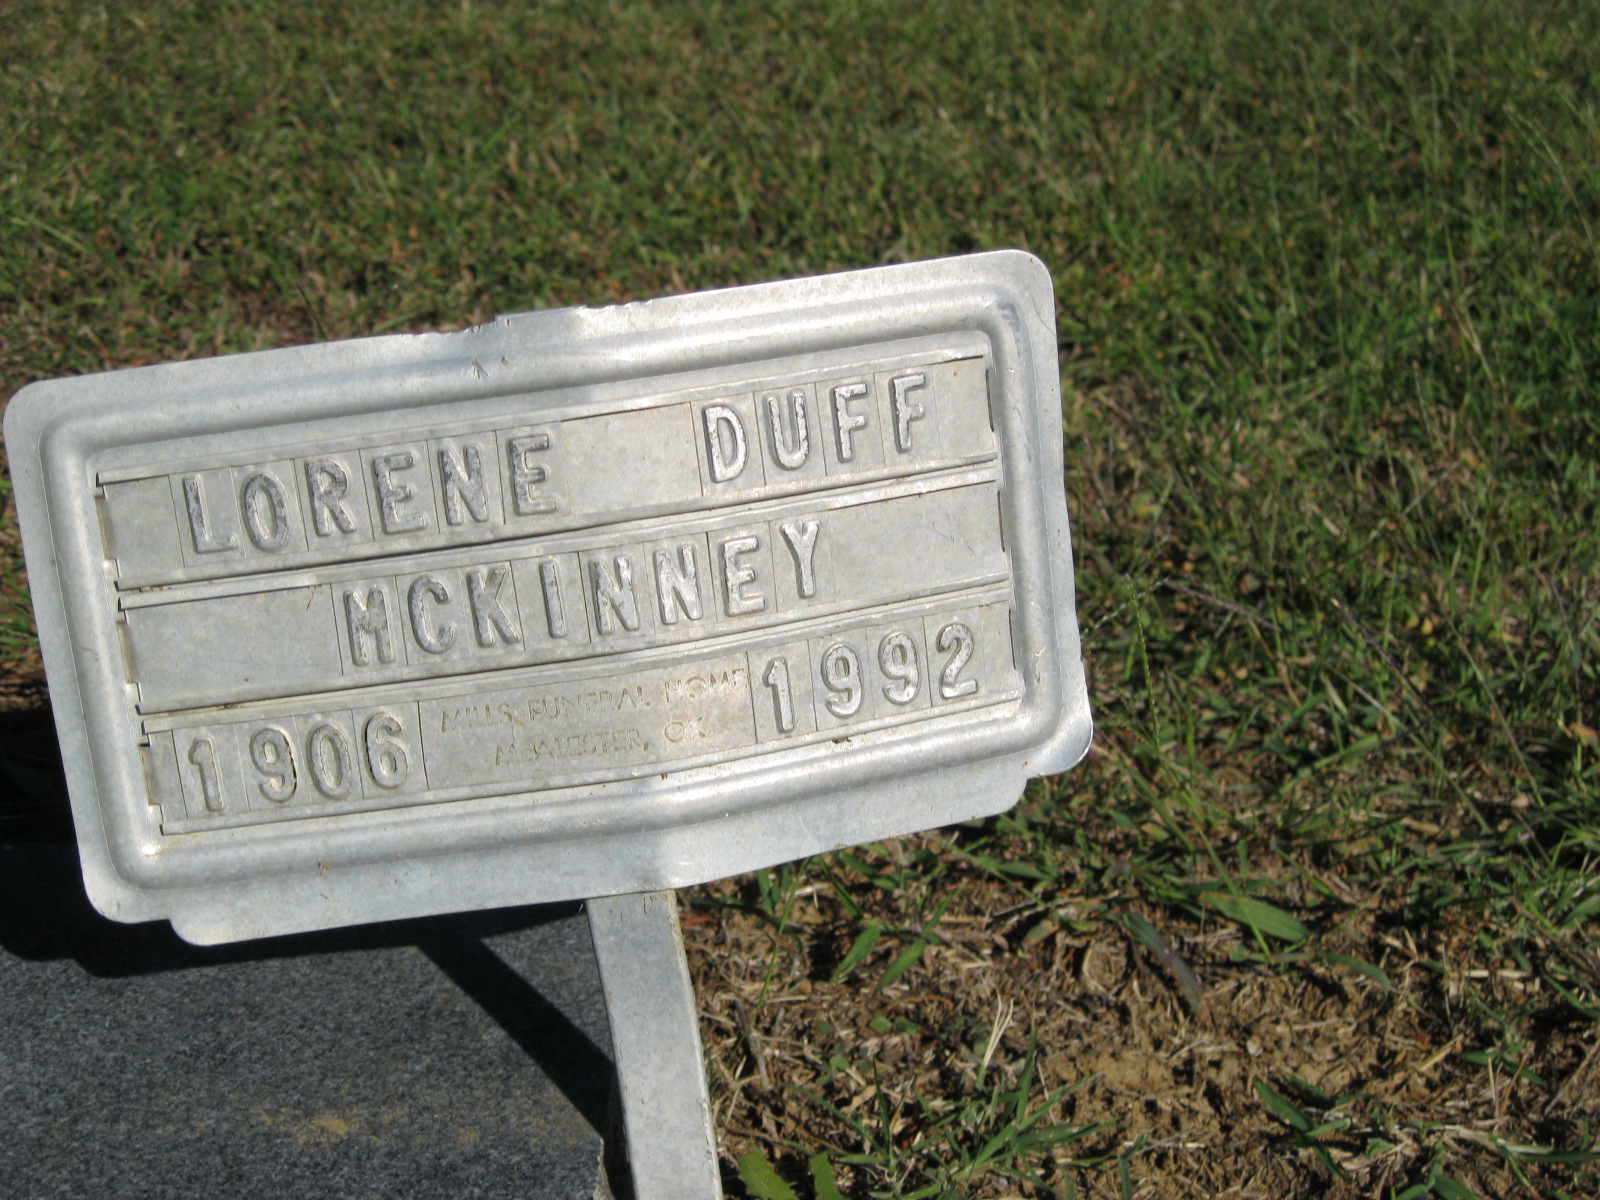 LORENE DUFF
MCKINNEY
1906 MILLS FUNERAL HOME 1992
MCALESTER, OK